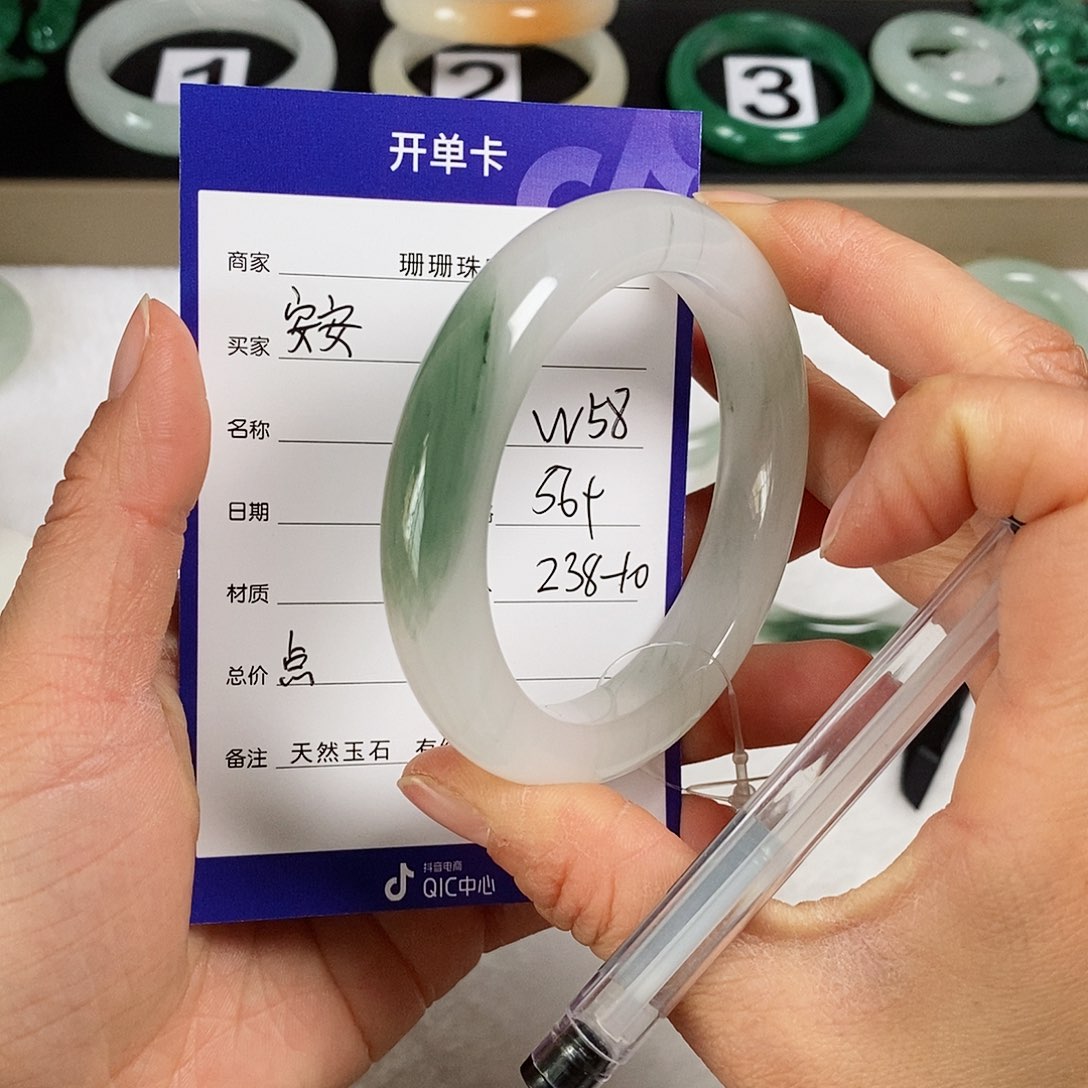 1 2 3
开单卡
商家 珊珊珠
买家 安安
名称 W58
日期 56+
材质 238-10
总价 点
备注 天然玉石 有
抖音电商
QIC中心